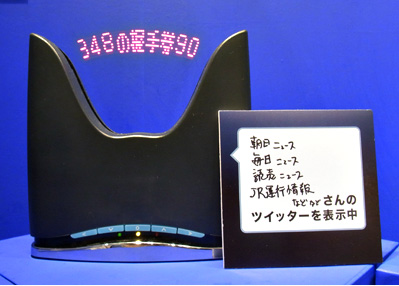 348の握手券90
朝日ニュース
毎日ニュース
読売ニュース
JR運行情報
などなどさんの
ツイッターを表示中